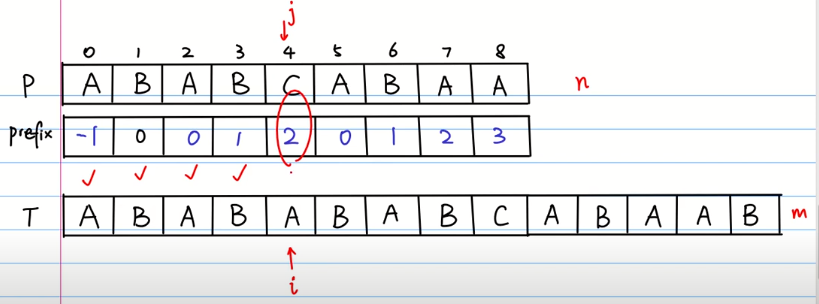 j
0 1 2 3 4 5 6 7 8
P A B A B C A B A A n
prefix -1 0 0 1 2 0 1 2 3
✓ ✓ ✓ ✓
T A B A B A B A B C A B A A B m
i